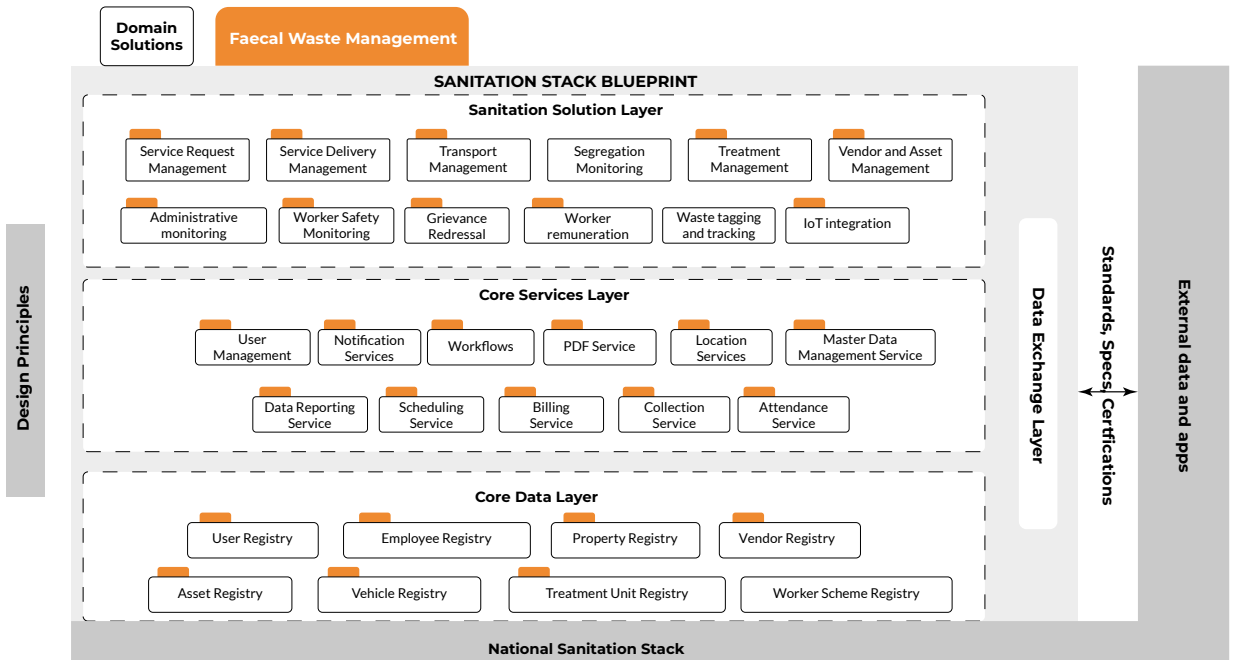 Domain
Solutions
Faecal Waste Management
SANITATION STACK BLUEPRINT
Sanitation Solution Layer
Service Request
Management
Service Delivery
Management
Transport
Management
Segregation
Monitoring
Treatment
Management
Vendor and Asset
Management
Administrative
monitoring
Worker Safety
Monitoring
Grievance
Redressal
Worker
remuneration
Waste tagging
and tracking
IoT integration
Core Services Layer
User
Management
Notification
Services
Workflows
PDF Service
Location
Services
Master Data
Management Service
Data Reporting
Service
Scheduling
Service
Billing
Service
Collection
Service
Attendance
Service
Core Data Layer
User Registry
Employee Registry
Property Registry
Vendor Registry
Asset Registry
Vehicle Registry
Treatment Unit Registry
Worker Scheme Registry
Design Principles
Data Exchange Layer
Standards, Specs, Certfications
External data and apps
National Sanitation Stack